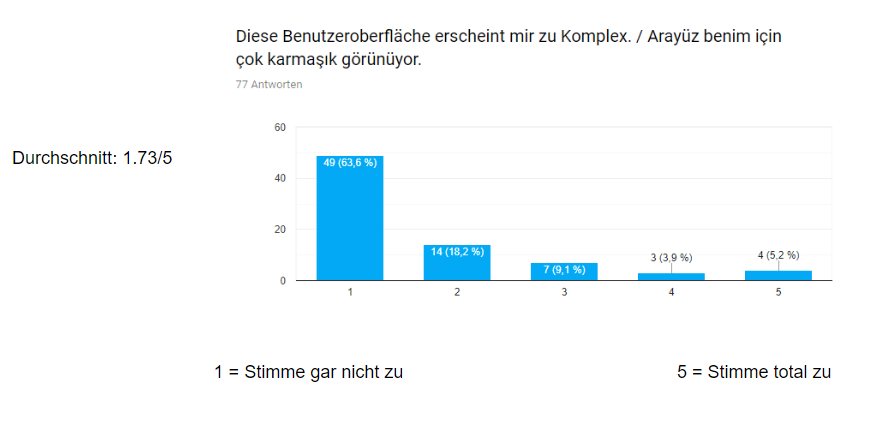 Diese Benutzeroberfläche erscheint mir zu Komplex. / Arayüz benim için
çok karmaşık görünüyor.
77 Antworten
Durchschnitt: 1.73/5
60
40
20
0
49 (63,6 %)
14 (18,2 %)
7 (9,1 %)
3 (3,9 %)
4 (5,2 %)
1 2 3 4 5
1 = Stimme gar nicht zu
5 = Stimme total zu